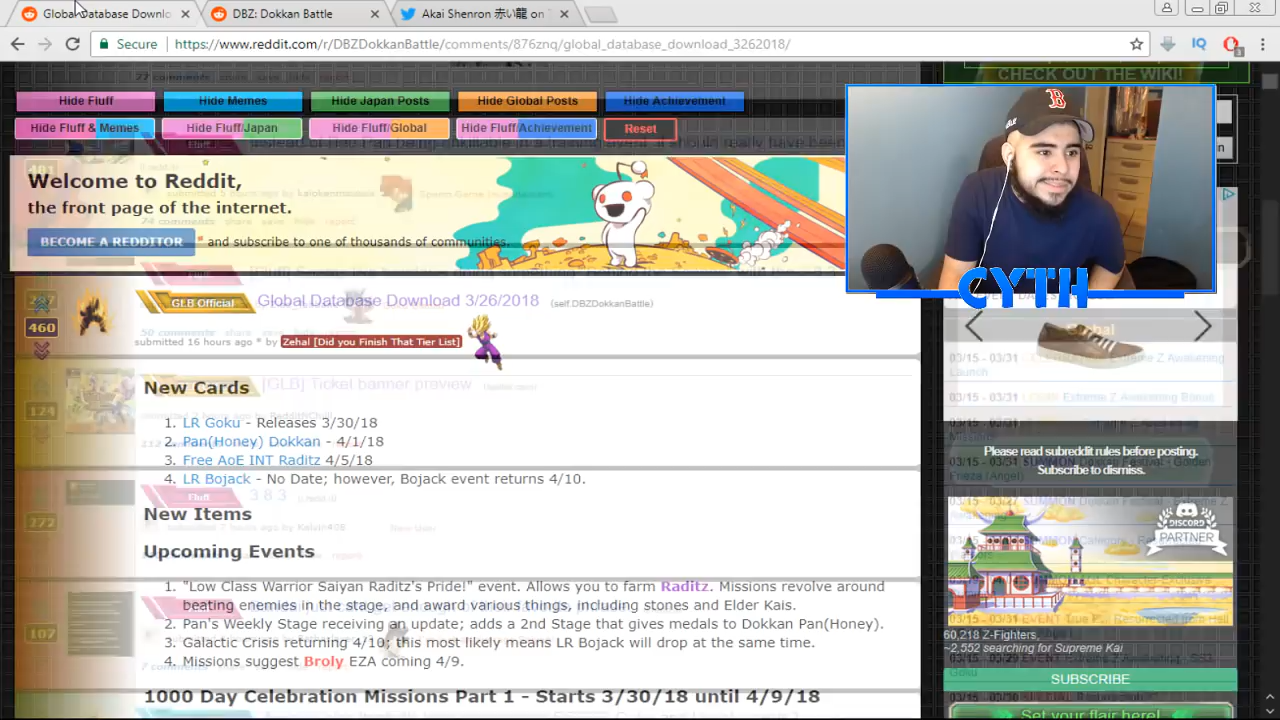 Global Database Downlo
DBZ: Dokkan Battle
Akai Shenron 赤い龍 on
Secure https://www.reddit.com/r/DBZDokkanBattle/comments/876znq/global_database_download_3262018/
IQ
CHECK OUT THE WIKI!
Hide Fluff
Hide Memes
Hide Japan Posts
Hide Global Posts
Hide Achievement
Hide Fluff & Memes
Hide Fluff/Japan
Hide Fluff/Global
Hide Fluff/Achievement
Reset
Welcome to Reddit,
the front page of the internet.
BECOME A REDDITOR
and subscribe to one of thousands of communities.
CYTH
GLB Official
Global Database Download 3/26/2018 (self.DBZDokkanBattle)
460
submitted 16 hours ago * by Zehal [Did you Finish That Tier List]
[GLB] Ticket banner preview
124
New Cards
1. LR Goku - Releases 3/30/18
2. Pan(Honey) Dokkan - 4/1/18
3. Free AoE INT Raditz 4/5/18
4. LR Bojack - No Date; however, Bojack event returns 4/10.
Fluff
383
272
New Items
Upcoming Events
1. "Low Class Warrior Saiyan Raditz's Pride!" event. Allows you to farm Raditz. Missions revolve around
beating enemies in the stage, and award various things, including stones and Elder Kais.
2. Pan's Weekly Stage receiving an update; adds a 2nd Stage that gives medals to Dokkan Pan(Honey).
3. Galactic Crisis returning 4/10; this most likely means LR Bojack will drop at the same time.
4. Missions suggest Broly EZA coming 4/9.
107
1000 Day Celebration Missions Part 1 - Starts 3/30/18 until 4/9/18
Global
Please read subreddit rules before posting.
Subscribe to dismiss.
DISCORD
PARTNER
60,218 Z-Fighters,
~2,552 searching for Supreme Kai
SUBSCRIBE
Set your flair here!